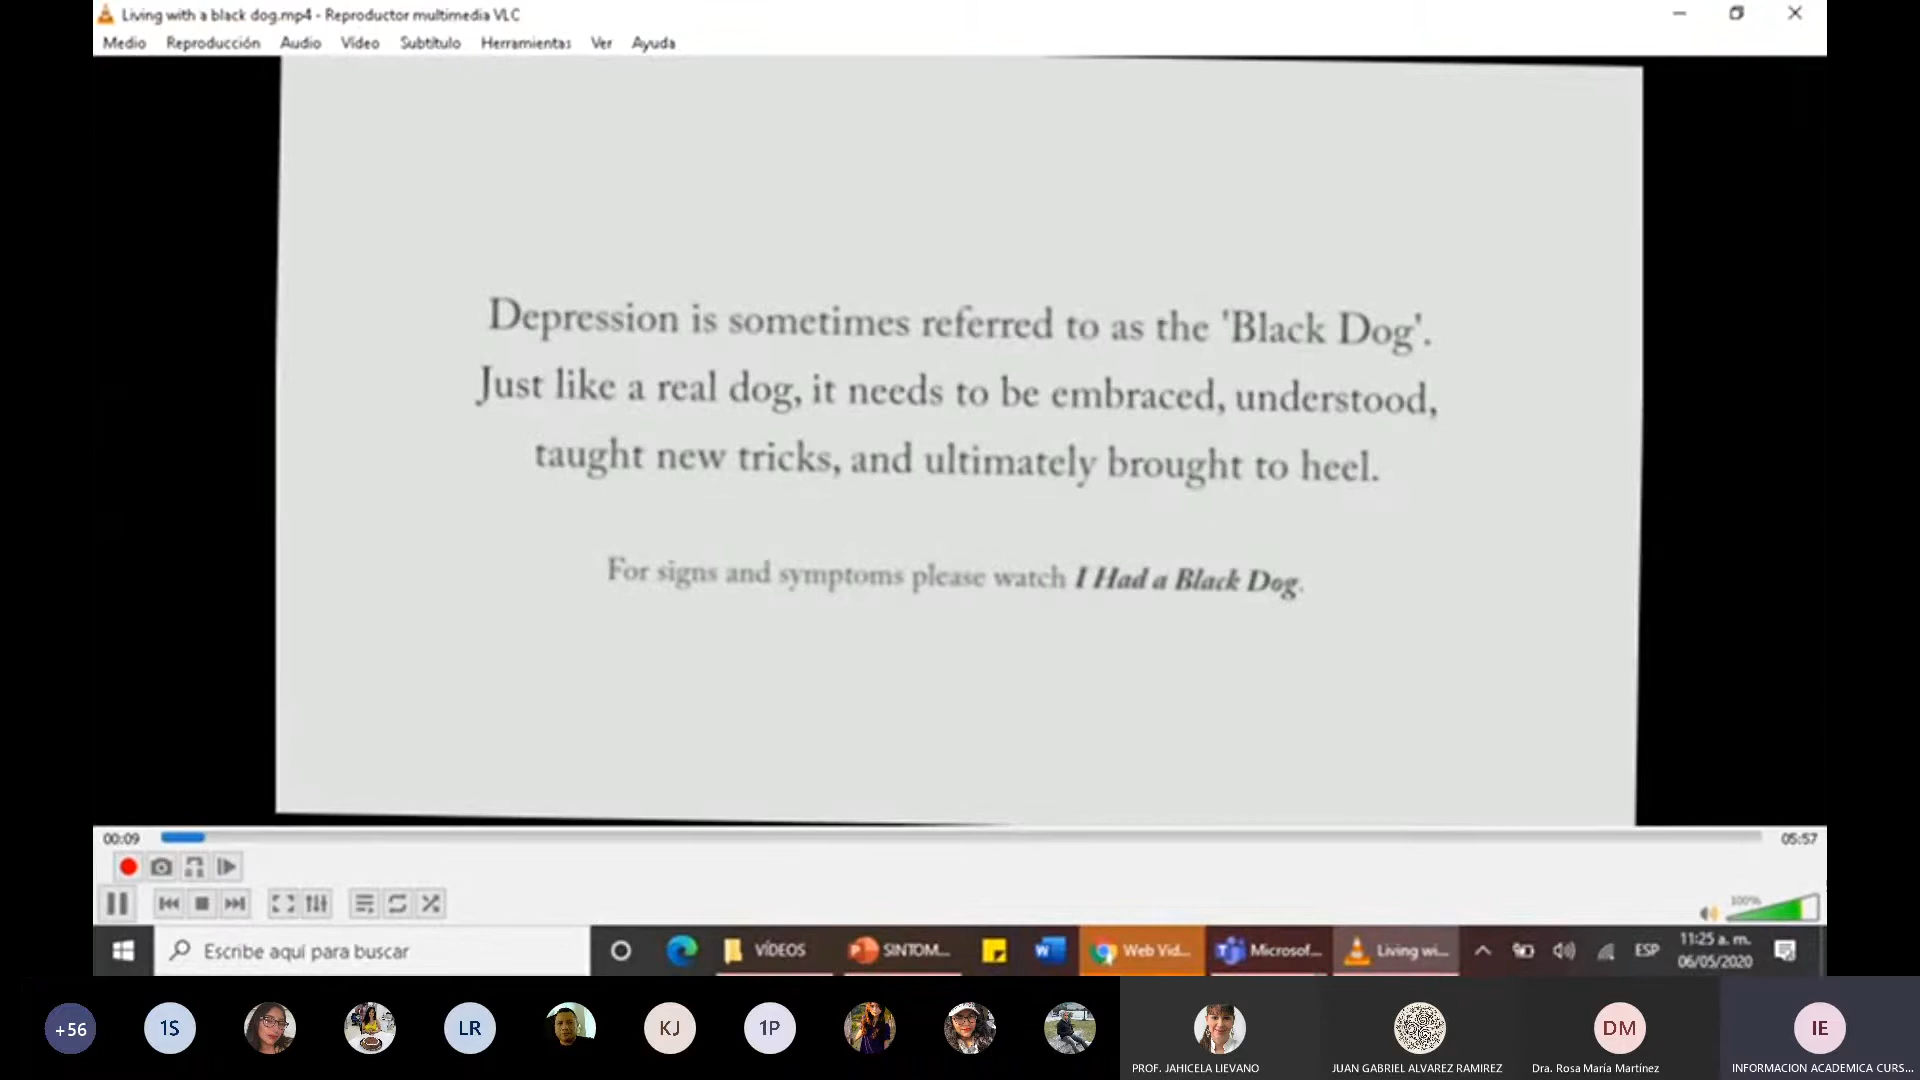 Living with a black dog.mp4 - Reproductor multimedia VLC
Medio Reproducción Audio Vídeo Subtítulo Herramientas Ver Ayuda
Depression is sometimes referred to as the 'Black Dog'.
Just like a real dog, it needs to be embraced, understood,
taught new tricks, and ultimately brought to heel.
For signs and symptoms please watch I Had a Black Dog.
00:09
05:57
100%
Escribe aquí para buscar
VÍDEOS
SINTOM...
Web Vid...
Microsof...
Living wi...
ESP
11:25 a. m.
06/05/2020
+56
1S
LR
KJ
1P
DM
IE
PROF. JAHICELA LIEVANO
JUAN GABRIEL ALVAREZ RAMIREZ
Dra. Rosa María Martínez
INFORMACION ACADEMICA CURS...